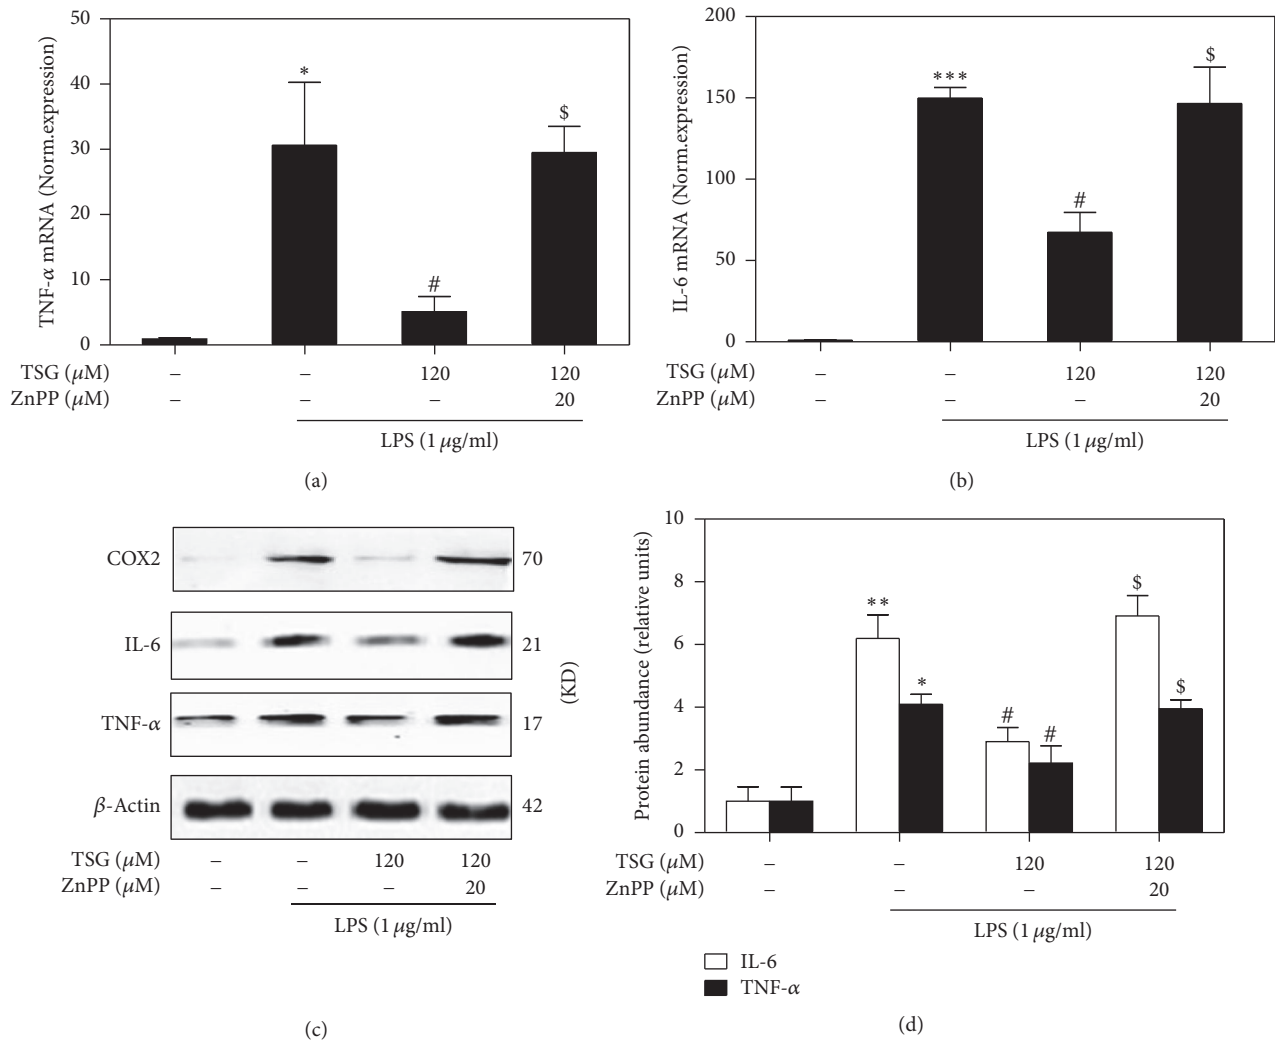 50
40
30
20
10
0
TNF-α mRNA (Norm.expression)
*
#
$
TSG (μM) – – 120 120
ZnPP (μM) – – – 20
LPS (1 μg/ml)
(a)
200
150
100
50
0
IL-6 mRNA (Norm.expression)
***
#
$
TSG (μM) – – 120 120
ZnPP (μM) – – – 20
LPS (1 μg/ml)
(b)
COX2 70
IL-6 21
TNF-α 17
β-Actin 42
(KD)
TSG (μM) – – 120 120
ZnPP (μM) – – – 20
LPS (1 μg/ml)
(c)
10
8
6
4
2
0
Protein abundance (relative units)
**
*
#
#
$
$
TSG (μM) – – 120 120
ZnPP (μM) – – – 20
LPS (1 μg/ml)
IL-6
TNF-α
(d)